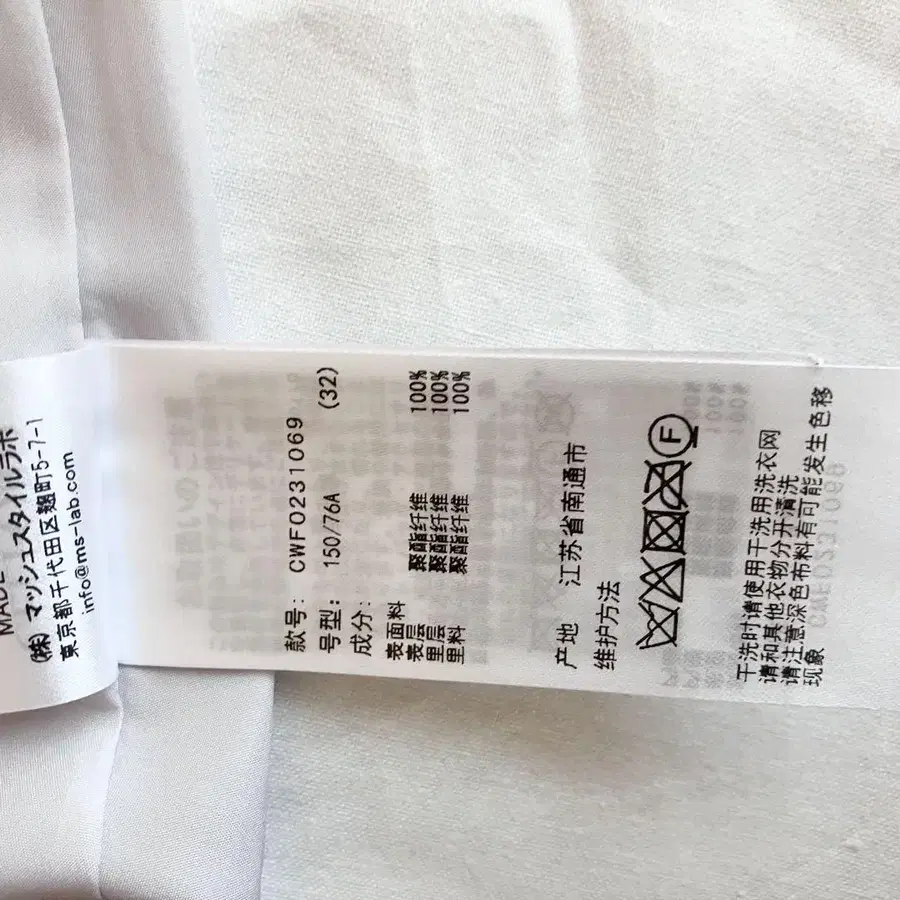 (株) マッシュスタイルラボ
東京都千代田区麹町5-7-1
info@ms-lab.com
款号: CWFO231069
号型: 150/76A (32)
成分:
表面料 聚酯纤维 100%
表层 聚酯纤维 100%
里层
里料 聚酯纤维 100%
产地 江苏省南通市
维护方法
F
干洗时请使用干洗用洗衣网
请和其他衣物分开清洗
请注意深色布料有可能发生色移
现象